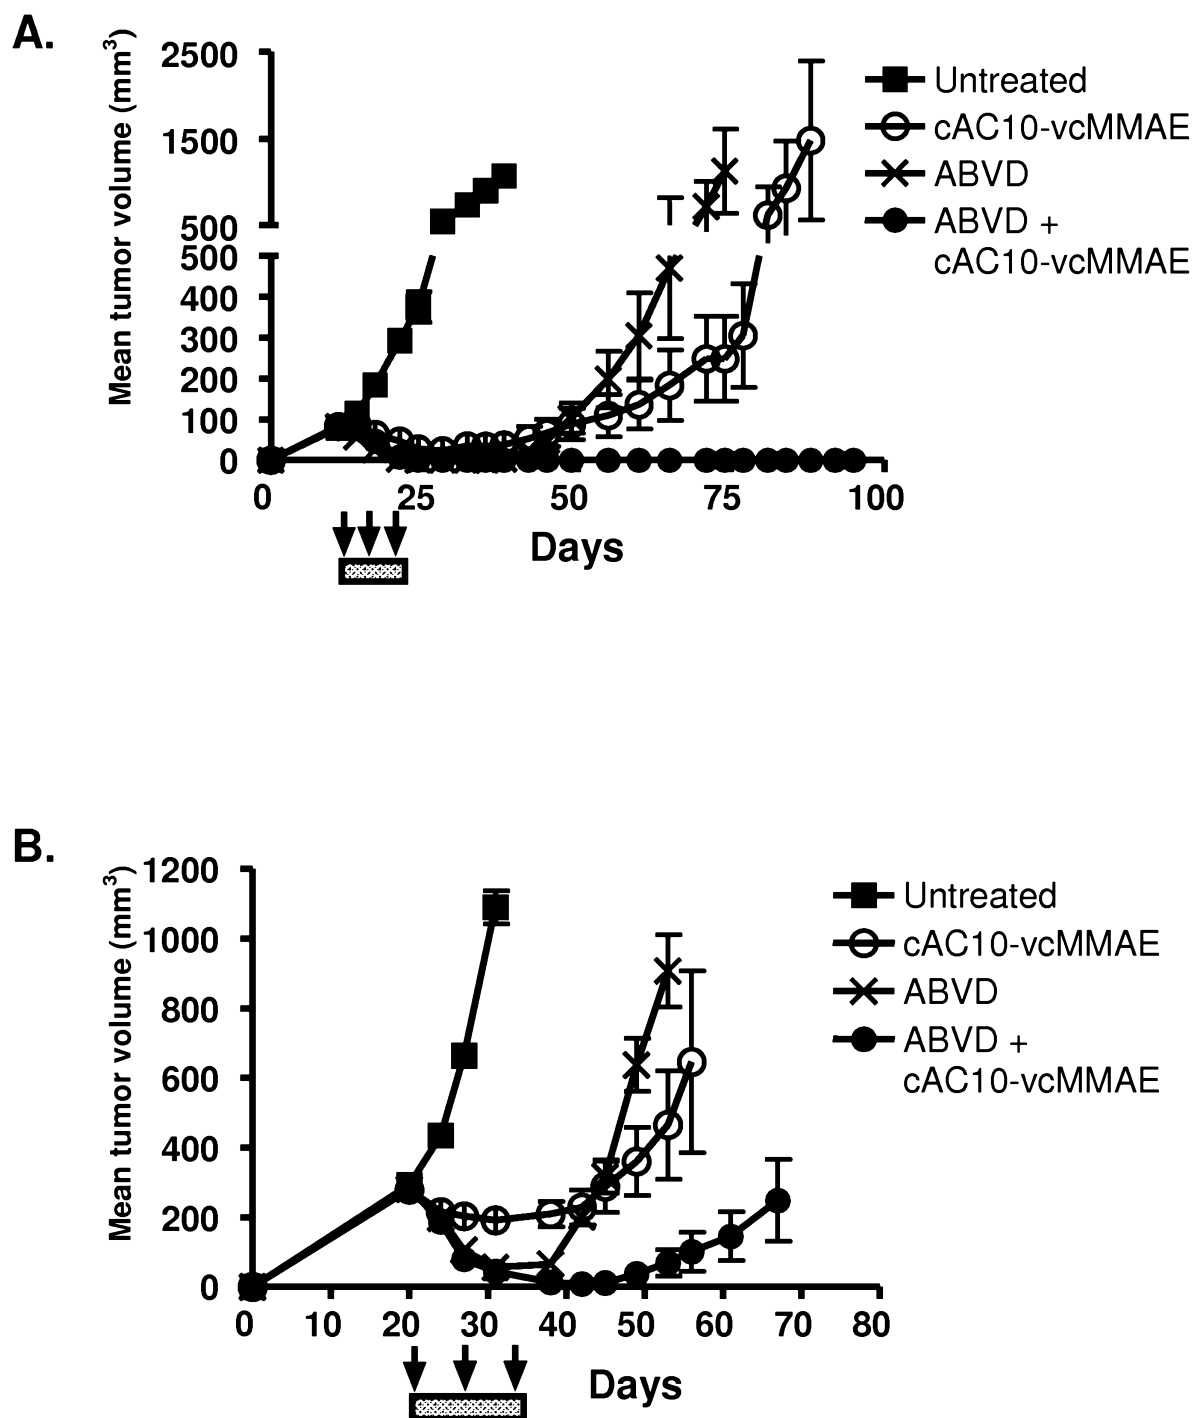 A.
Mean tumor volume (mm³)
2500
1500
500
500
400
300
200
100
0
0 25 50 75 100
Days
Untreated
cAC10-vcMMAE
ABVD
ABVD +
cAC10-vcMMAE
B.
Mean tumor volume (mm³)
1200
1000
800
600
400
200
0
0 10 20 30 40 50 60 70 80
Days
Untreated
cAC10-vcMMAE
ABVD
ABVD +
cAC10-vcMMAE